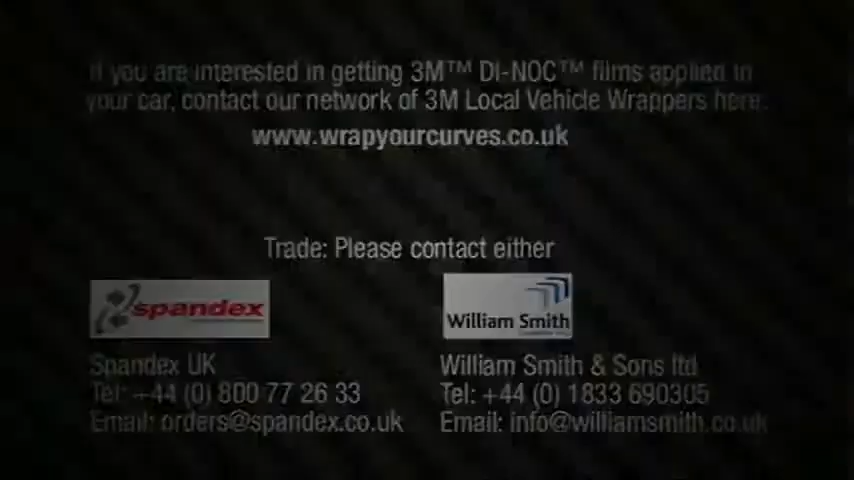 If you are interested in getting 3M™ DI-NOC™ films applied to
your car, contact our network of 3M Local Vehicle Wrappers here:
www.wrapyourcurves.co.uk
Trade: Please contact either
spandex
William Smith
Spandex UK
William Smith & Sons ltd
Tel: +44 (0) 800 77 26 33
Tel: +44 (0) 1833 690305
Email: orders@spandex.co.uk
Email: info@williamsmith.co.uk